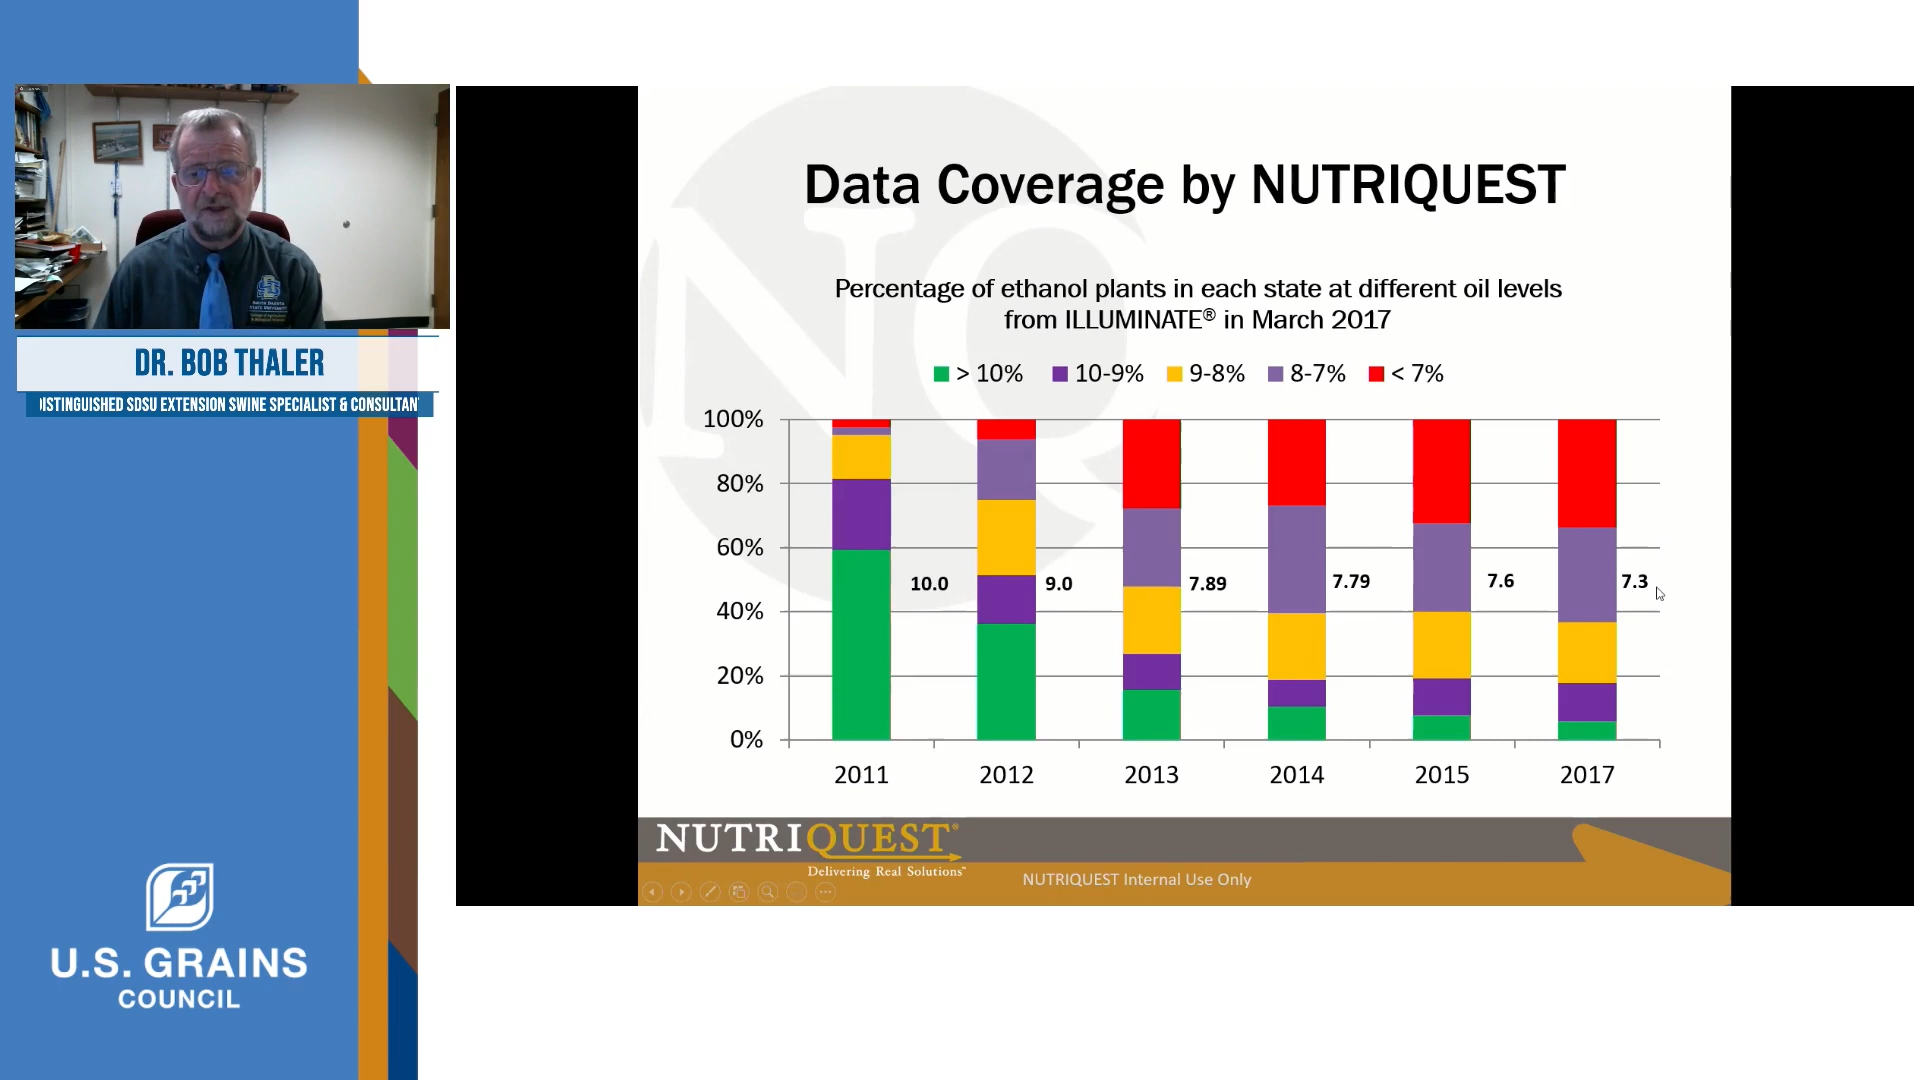 DR. BOB THALER
ISTINGUISHED SDSU EXTENSION SWINE SPECIALIST & CONSULTAN
U.S. GRAINS
COUNCIL
Data Coverage by NUTRIQUEST
Percentage of ethanol plants in each state at different oil levels
from ILLUMINATE® in March 2017
> 10% 10-9% 9-8% 8-7% < 7%
100%
80%
60%
40%
20%
0%
10.0 9.0 7.89 7.79 7.6 7.3
2011 2012 2013 2014 2015 2017
NUTRIQUEST®
Delivering Real Solutions™
NUTRIQUEST Internal Use Only